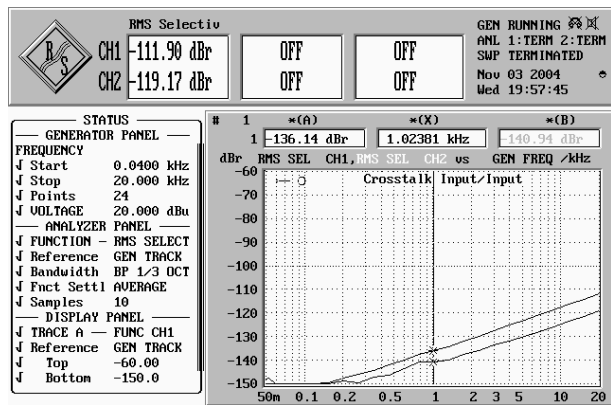 RMS Selectiv
R S
CH1 -111.90 dBr OFF OFF
CH2 -119.17 dBr OFF OFF
GEN RUNNING
ANL 1:TERM 2:TERM
SWP TERMINATED
Nov 03 2004
Wed 19:57:45
STATUS
GENERATOR PANEL
FREQUENCY
Start 0.0400 kHz
Stop 20.000 kHz
Points 24
VOLTAGE 20.000 dBu
ANALYZER PANEL
FUNCTION - RMS SELECT
Reference GEN TRACK
Bandwidth BP 1/3 OCT
Fnct Settl AVERAGE
Samples 10
DISPLAY PANEL
TRACE A — FUNC CH1
Reference GEN TRACK
Top -60.00
Bottom -150.0
# 1 *(A) *(X) *(B)
1 -136.14 dBr 1.02381 kHz -140.94 dBr
dBr RMS SEL CH1,RMS SEL CH2 vs GEN FREQ /kHz
Crosstalk Input/Input
-60
-70
-80
-90
-100
-110
-120
-130
-140
-150
50m 0.1 0.2 0.5 1 2 3 5 10 20